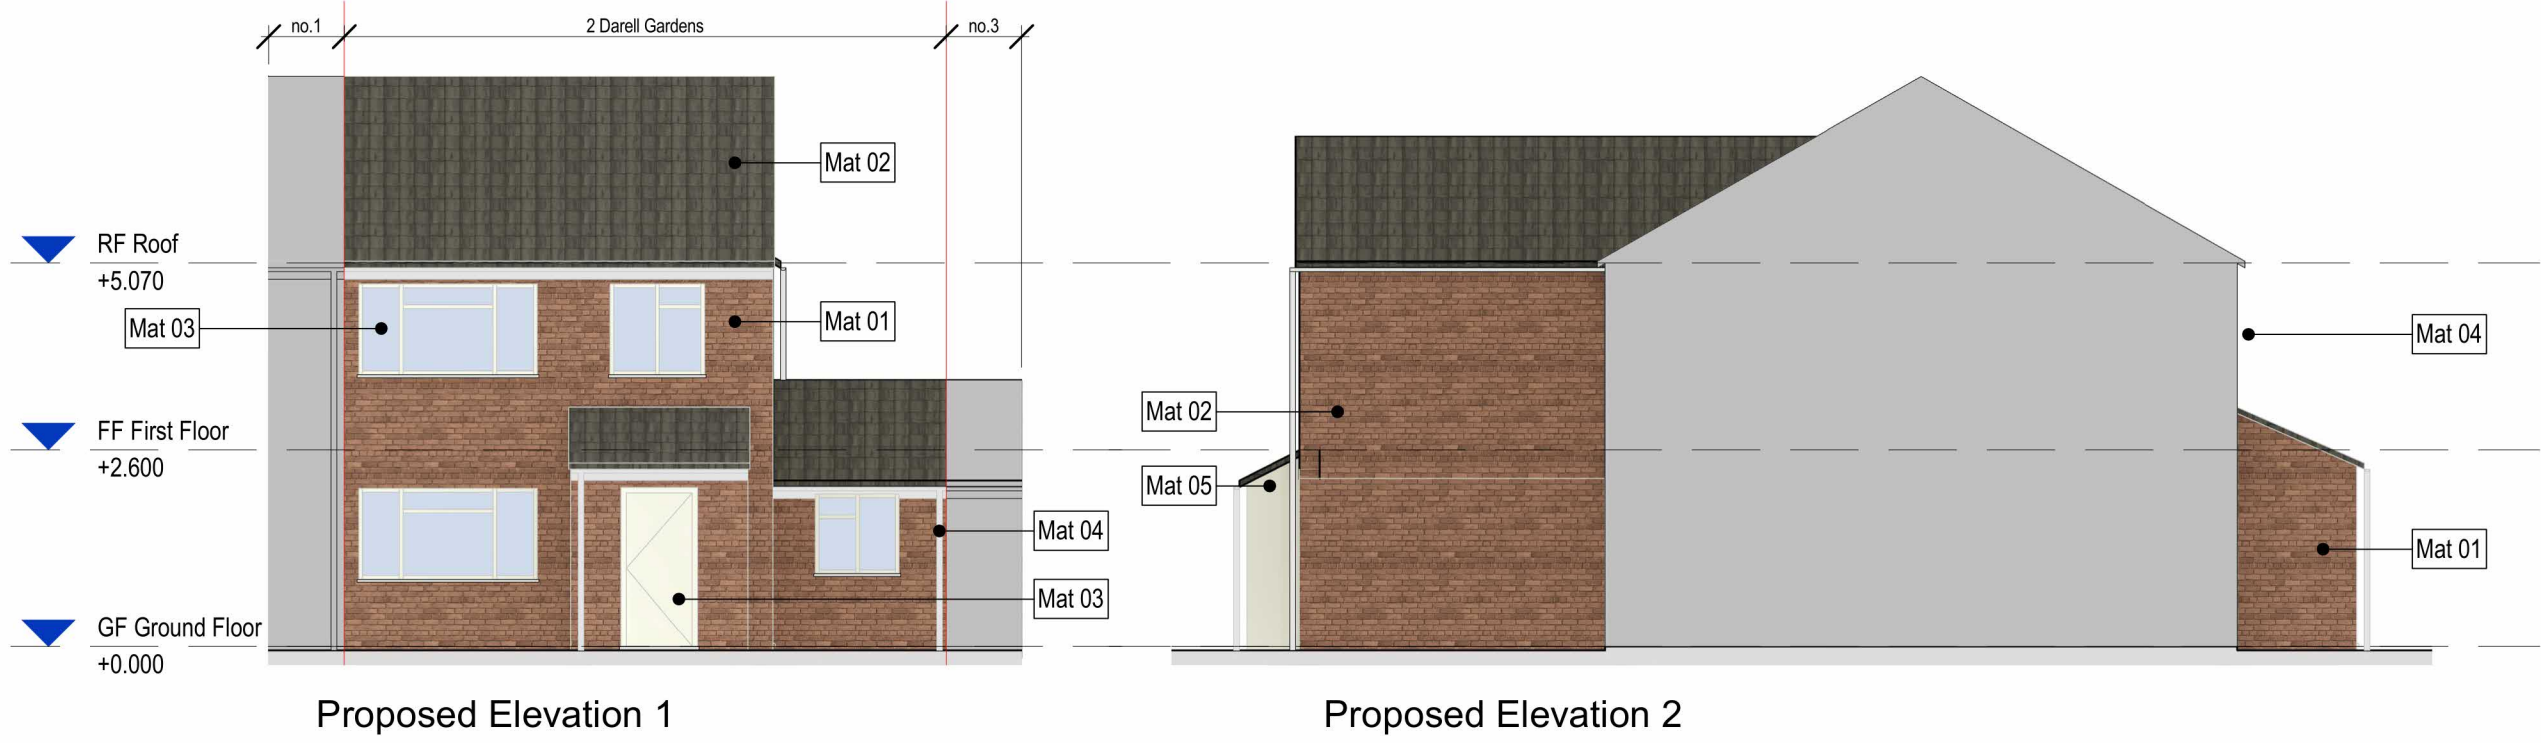 no.1
2 Darell Gardens
no.3
Mat 02
RF Roof
+5.070
Mat 03
Mat 01
FF First Floor
+2.600
Mat 04
Mat 03
GF Ground Floor
+0.000
Proposed Elevation 1
Mat 04
Mat 02
Mat 05
Mat 01
Proposed Elevation 2